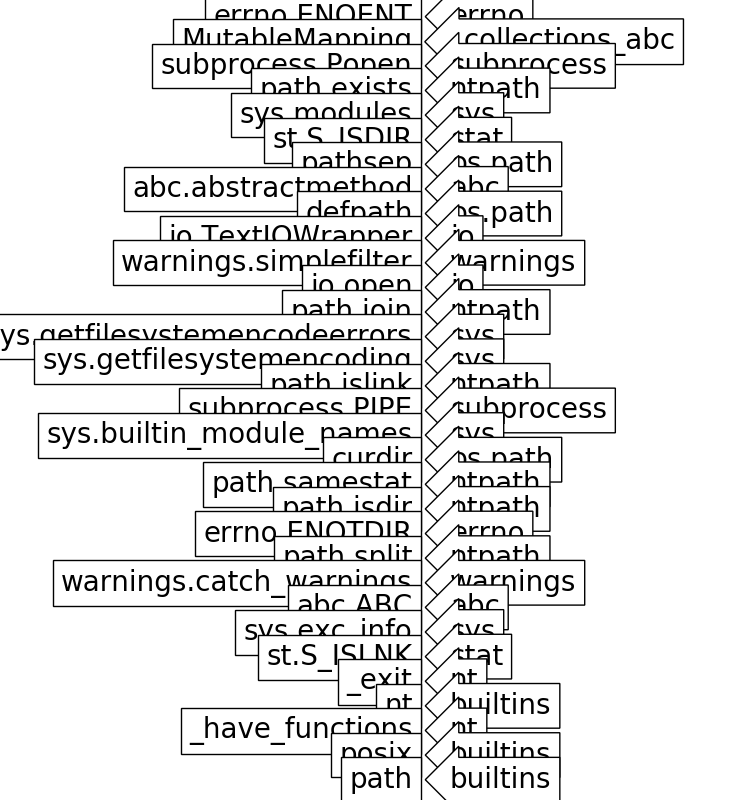 errno.ENOENT errno
MutableMapping collections_abc
subprocess.Popen subprocess
path.exists ntpath
sys.modules sys
st.S_ISDIR stat
pathsep os.path
abc.abstractmethod abc
defpath os.path
io.TextIOWrapper io
warnings.simplefilter warnings
io.open io
path.join ntpath
ys.getfilesystemencodeerrors sys
sys.getfilesystemencoding sys
path.islink ntpath
subprocess.PIPE subprocess
sys.builtin_module_names sys
curdir os.path
path.samestat ntpath
path.isdir ntpath
errno.ENOTDIR errno
path.split ntpath
warnings.catch_warnings warnings
abc.ABC abc
sys.exc_info sys
st.S_ISLNK stat
_exit nt
nt builtins
_have_functions nt
posix builtins
path builtins